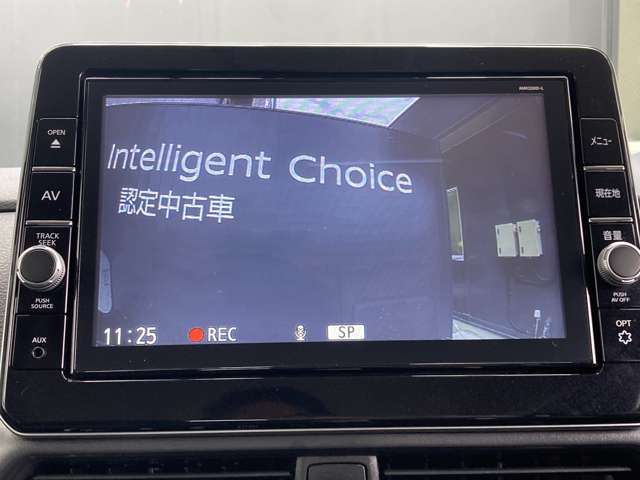 OPEN
AV
TRACK
SEEK
PUSH
SOURCE
AUX
Intelligent Choice
認定中古車
11:25
REC
SP
メニュー
現在地
音量
PUSH
AV OFF
OPT